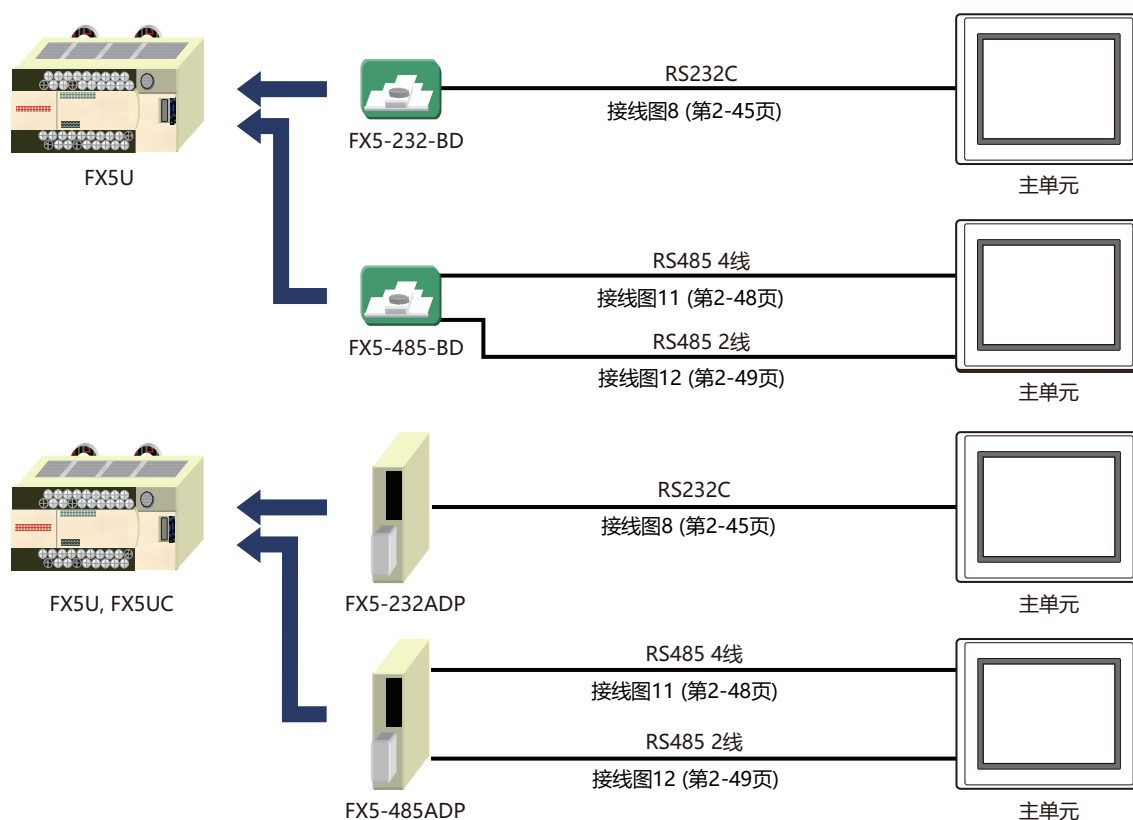 RS232C
接线图8 (第2-45页)
FX5-232-BD
FX5U
主单元
RS485 4线
接线图11 (第2-48页)
RS485 2线
FX5-485-BD
接线图12 (第2-49页)
主单元
RS232C
接线图8 (第2-45页)
FX5U, FX5UC
FX5-232ADP
主单元
RS485 4线
接线图11 (第2-48页)
RS485 2线
接线图12 (第2-49页)
FX5-485ADP
主单元